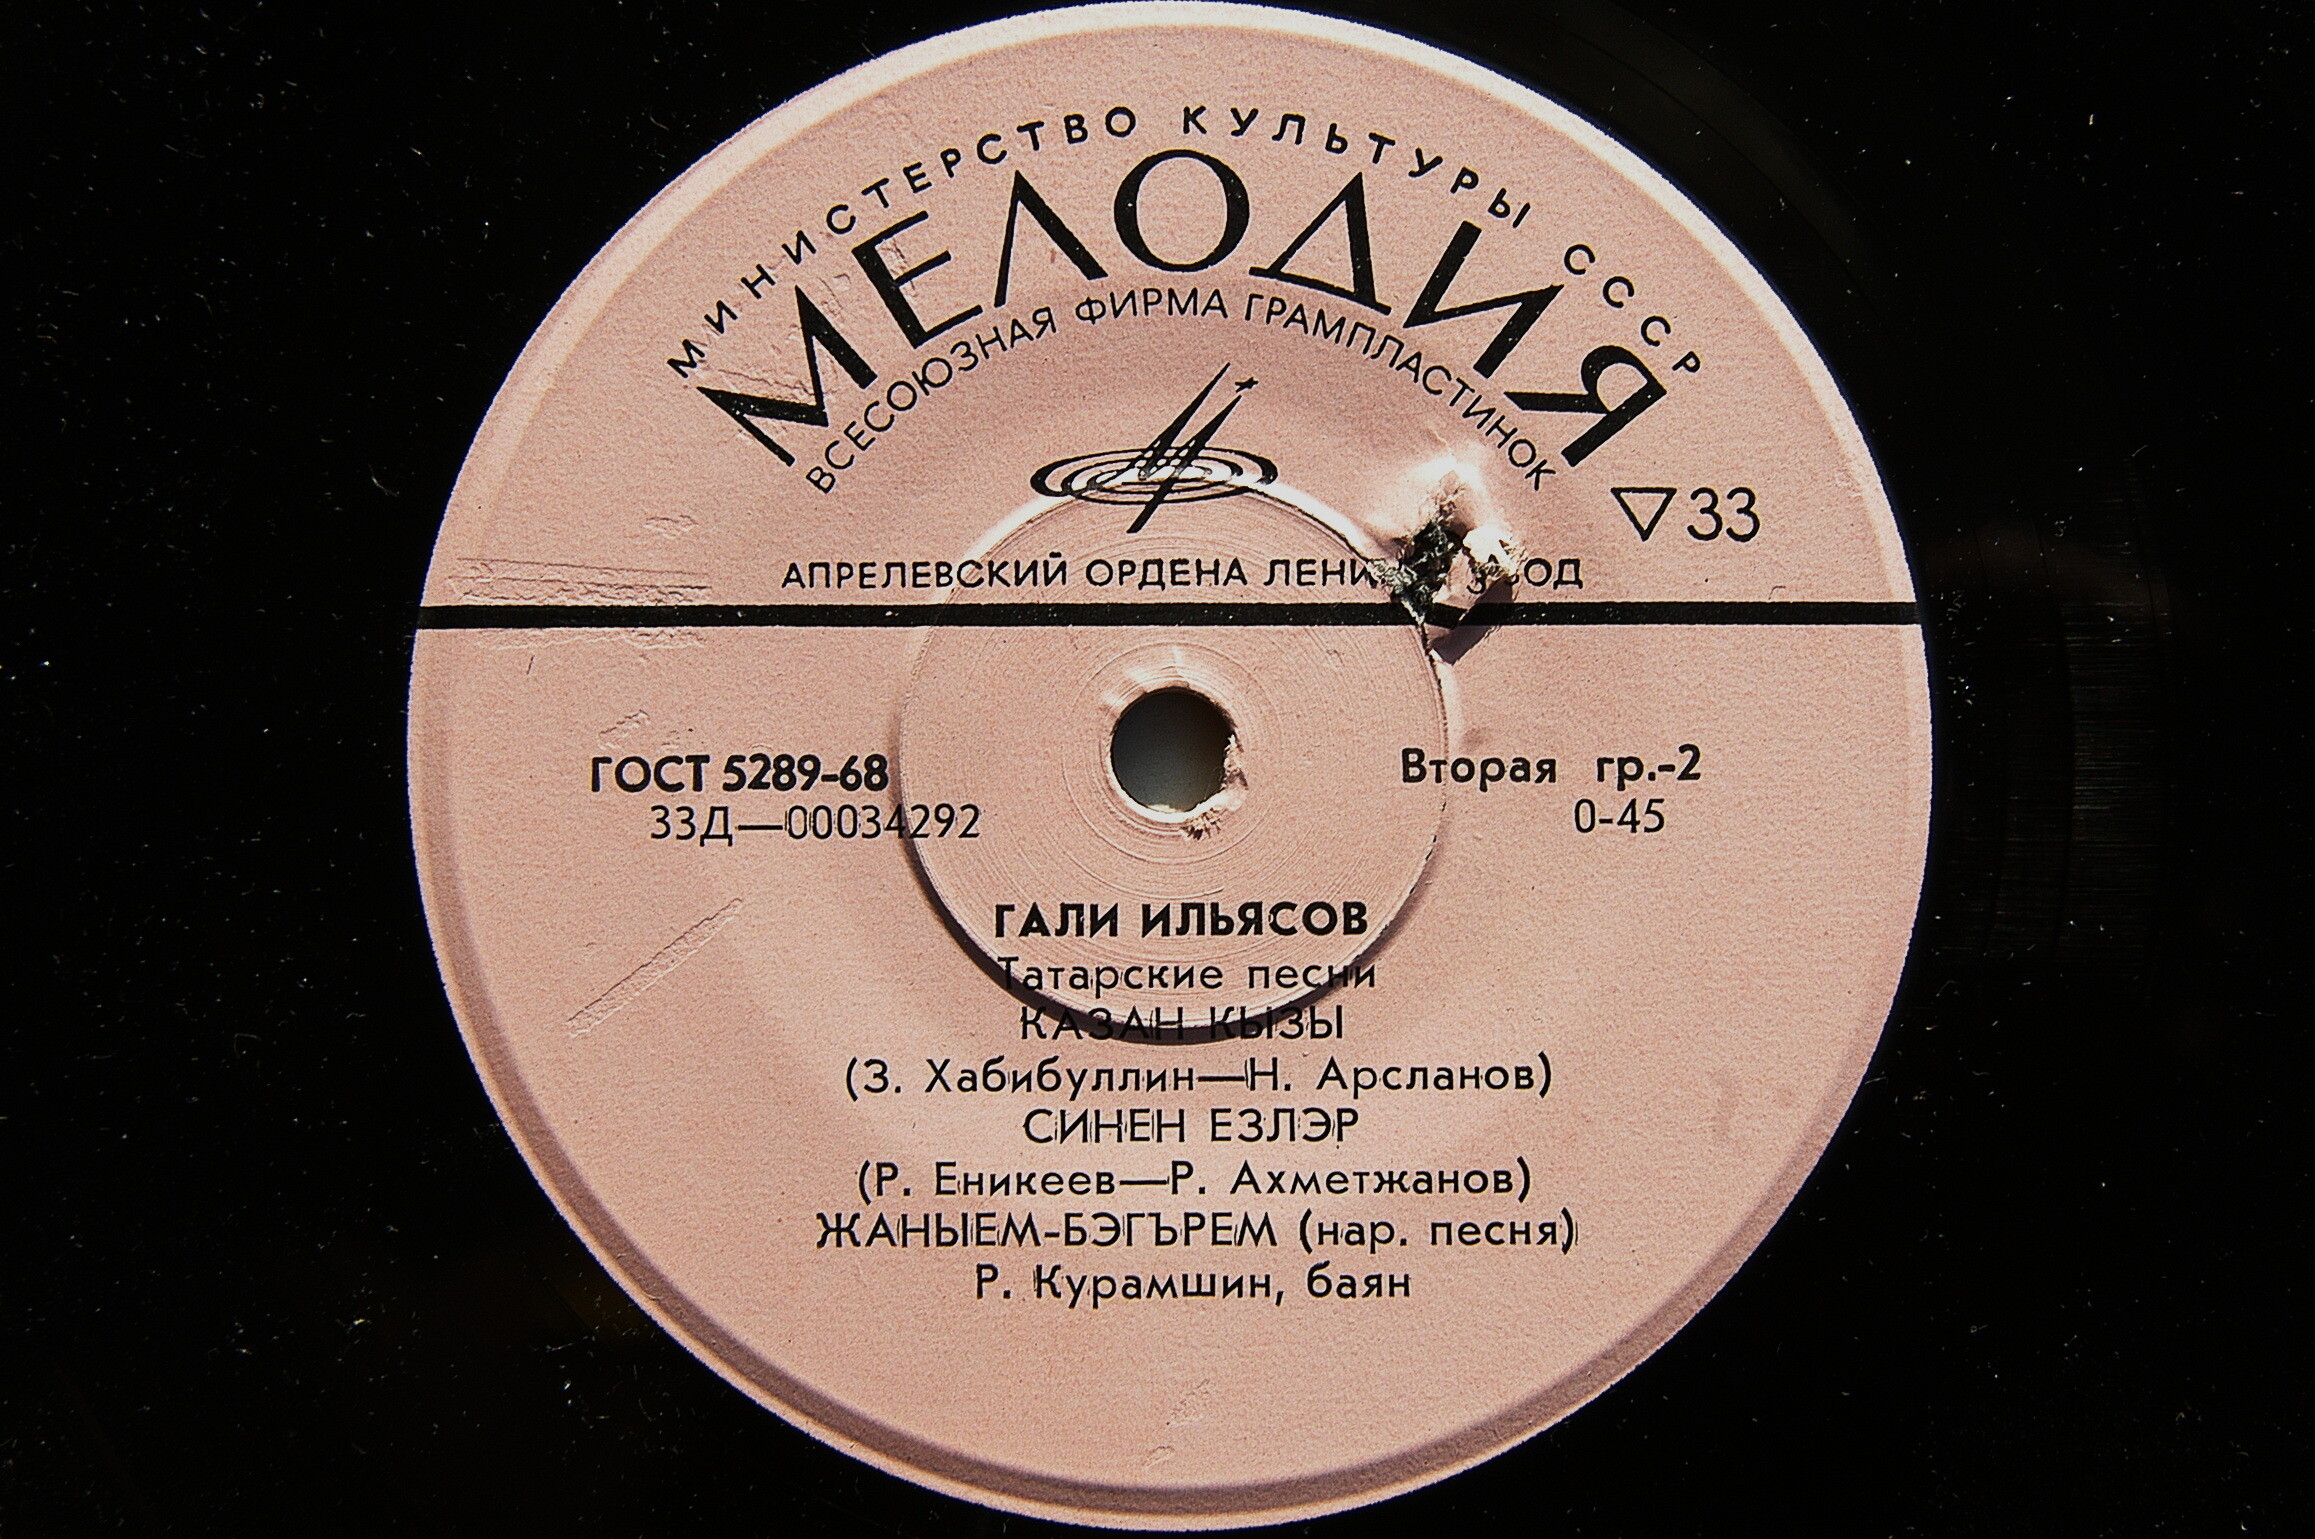 МИНИСТЕРСТВО КУЛЬТУРЫ СССР
МЕЛОДИЯ
ВСЕСОЮЗНАЯ ФИРМА ГРАМПЛАСТИНОК
33
АПРЕЛЕВСКИЙ ОРДЕНА
ГОСТ 5289-68
Вторая гр.-2
33Д—00034292
0-45
ГАЛИ ИЛЬЯСОВ
Татарские песни
КАЗАН КЫЗЫ
(З. Хабибуллин—Н. Арсланов)
СИНЕН ЕЗЛЭР
(Р. Еникеев—Р. Ахметжанов)
ЖАНЫЕМ-БЭГЪРЕМ (нар. песня)
Р. Курамшин, баян